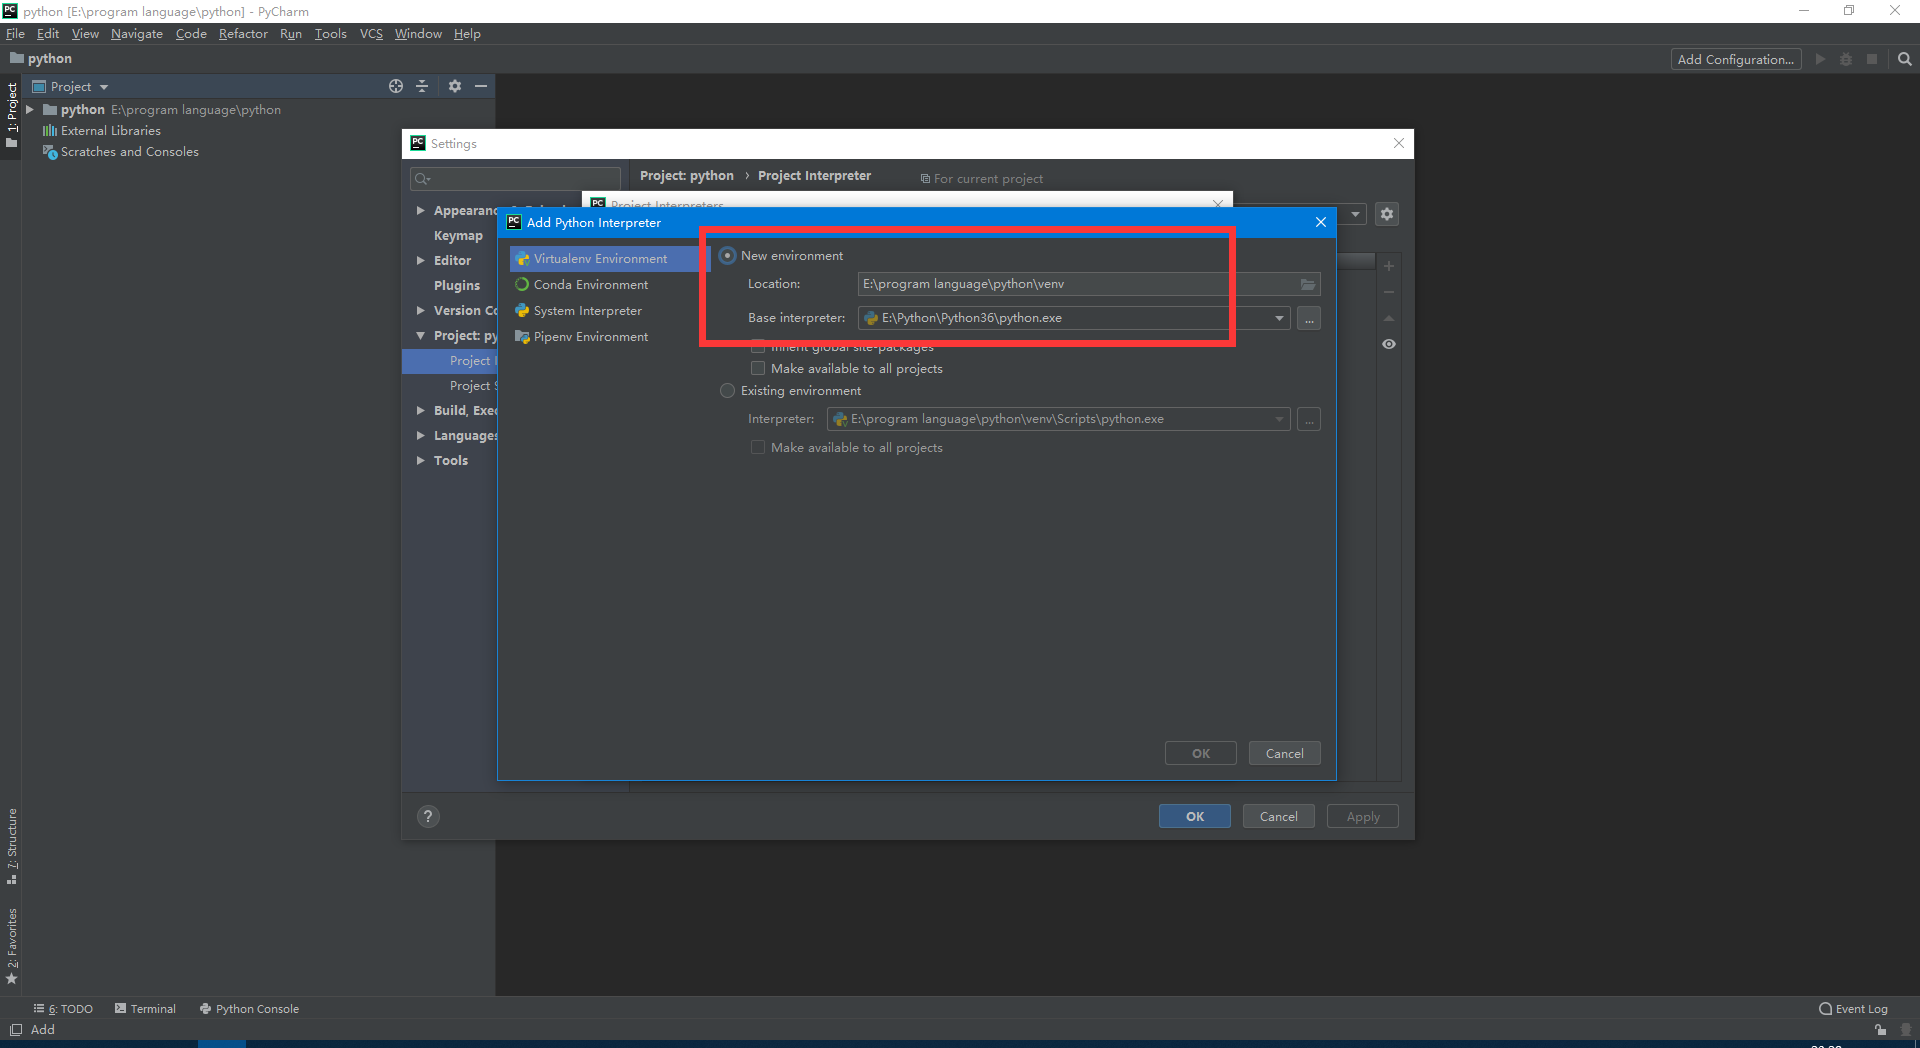 python [E:\program language\python] - PyCharm
File Edit View Navigate Code Refactor Run Tools VCS Window Help
python
Add Configuration...
1: Project
Project
python E:\program language\python
External Libraries
Scratches and Consoles
Settings
Project: python › Project Interpreter
For current project
Project Interpreters
Add Python Interpreter
Keymap
Editor
Plugins
Version
Project:
Project
Project
Build,
Languages
Tools
Virtualenv Environment
Conda Environment
System Interpreter
Pipenv Environment
New environment
Location: E:\program language\python\venv
Base interpreter: E:\Python\Python36\python.exe
...
Inherit global site-packages
Make available to all projects
Existing environment
Interpreter: E:\program language\python\venv\Scripts\python.exe
...
Make available to all projects
OK Cancel
?
OK Cancel Apply
7: Structure
2: Favorites
6: TODO Terminal Python Console
Event Log
Add